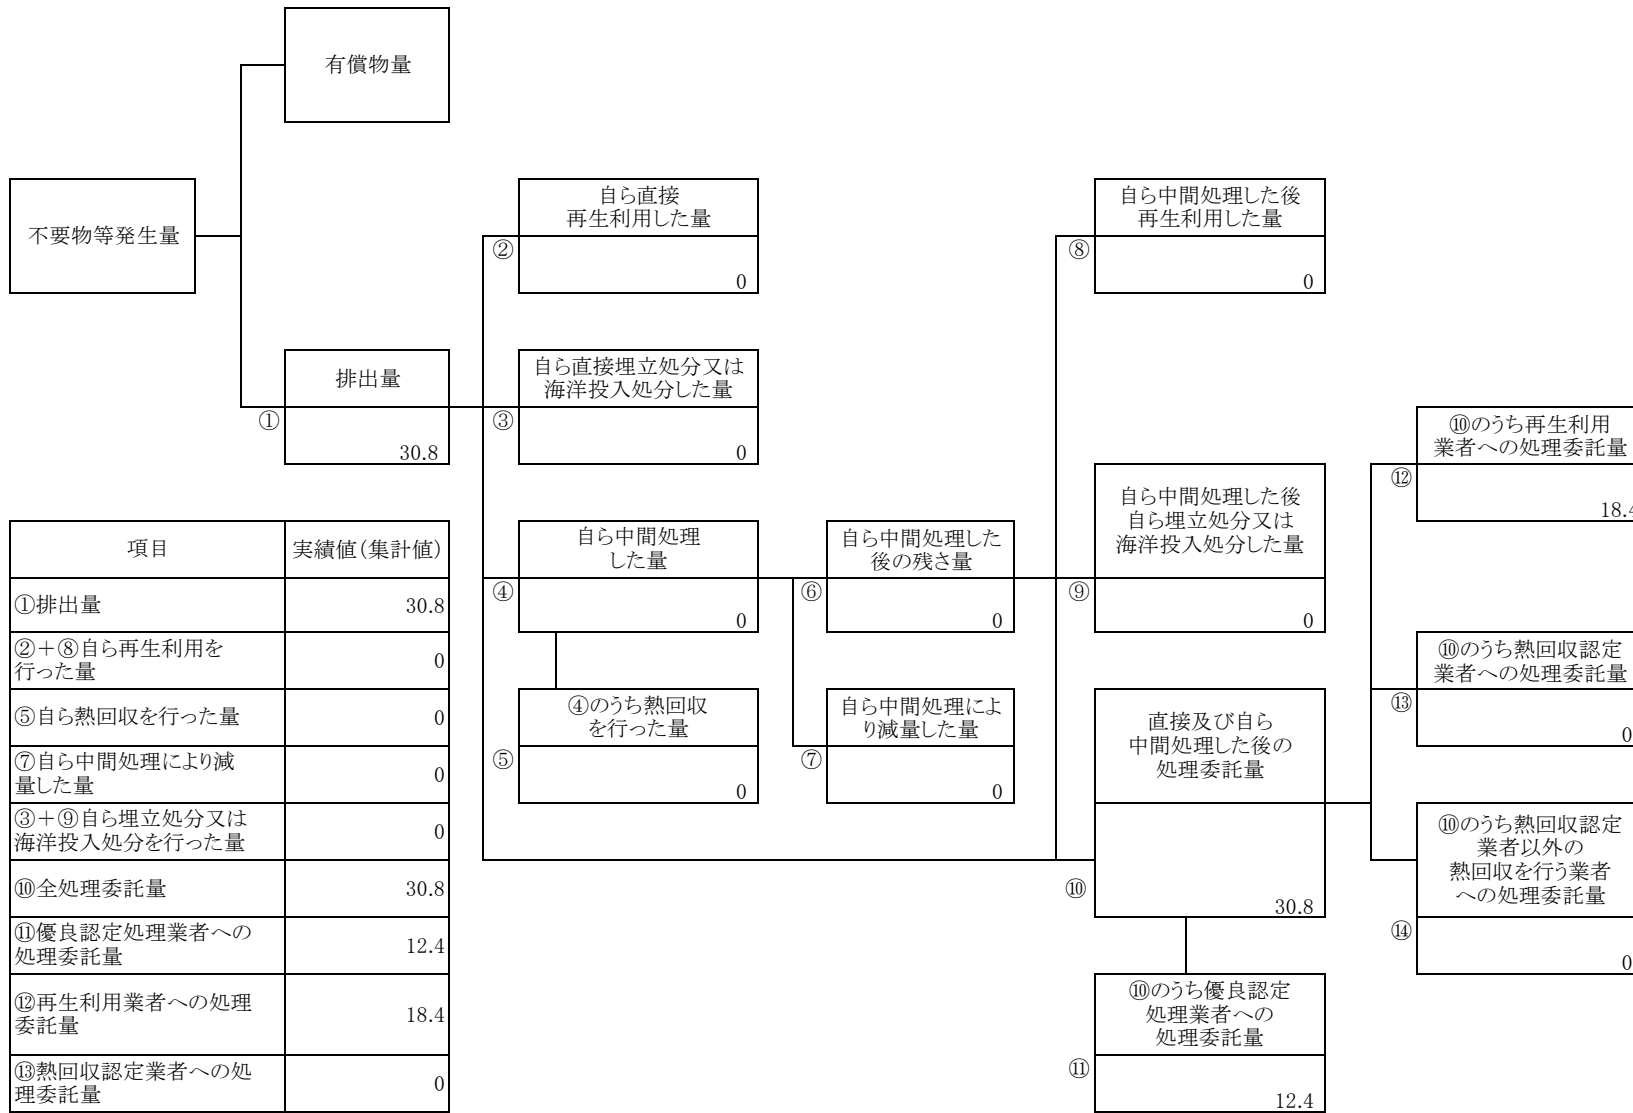 有償物量
不要物等発生量
自ら直接
再生利用した量
②
0
自ら中間処理した後
再生利用した量
⑧
0
排出量
①
30.8
自ら直接埋立処分又は
海洋投入処分した量
③
0
⑩のうち再生利用
業者への処理委託量
⑫
18.4
自ら中間処理
した量
④
0
自ら中間処理した
後の残さ量
⑥
0
自ら中間処理した後
自ら埋立処分又は
海洋投入処分した量
⑨
0
⑩のうち熱回収認定
業者への処理委託量
⑬
0
④のうち熱回収
を行った量
⑤
0
自ら中間処理によ
り減量した量
⑦
0
直接及び自ら
中間処理した後の
処理委託量
⑩
30.8
⑩のうち熱回収認定
業者以外の
熱回収を行う業者
への処理委託量
⑭
0
⑩のうち優良認定
処理業者への
処理委託量
⑪
12.4
項目 実績値(集計値)
①排出量 30.8
②+⑧自ら再生利用を
行った量 0
⑤自ら熱回収を行った量 0
⑦自ら中間処理により減
量した量 0
③+⑨自ら埋立処分又は
海洋投入処分を行った量 0
⑩全処理委託量 30.8
⑪優良認定処理業者への
処理委託量 12.4
⑫再生利用業者への処理
委託量 18.4
⑬熱回収認定業者への処
理委託量 0